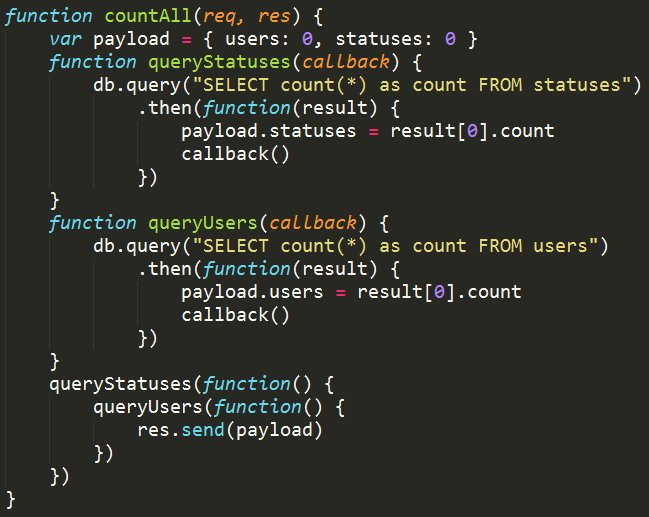 function countAll(req, res) {
    var payload = { users: 0, statuses: 0 }
    function queryStatuses(callback) {
        db.query("SELECT count(*) as count FROM statuses")
            .then(function(result) {
                payload.statuses = result[0].count
                callback()
            })
    }
    function queryUsers(callback) {
        db.query("SELECT count(*) as count FROM users")
            .then(function(result) {
                payload.users = result[0].count
                callback()
            })
    }
    queryStatuses(function() {
        queryUsers(function() {
            res.send(payload)
        })
    })
}